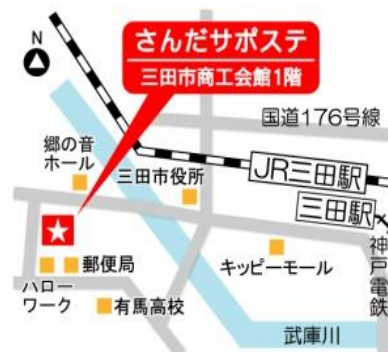 N
さんだサポステ
三田市商工会館1階
国道176号線
郷の音
ホール
三田市役所
JR三田駅
三田駅
神戸電鉄
キッピーモール
郵便局
ハロー
ワーク
有馬高校
武庫川